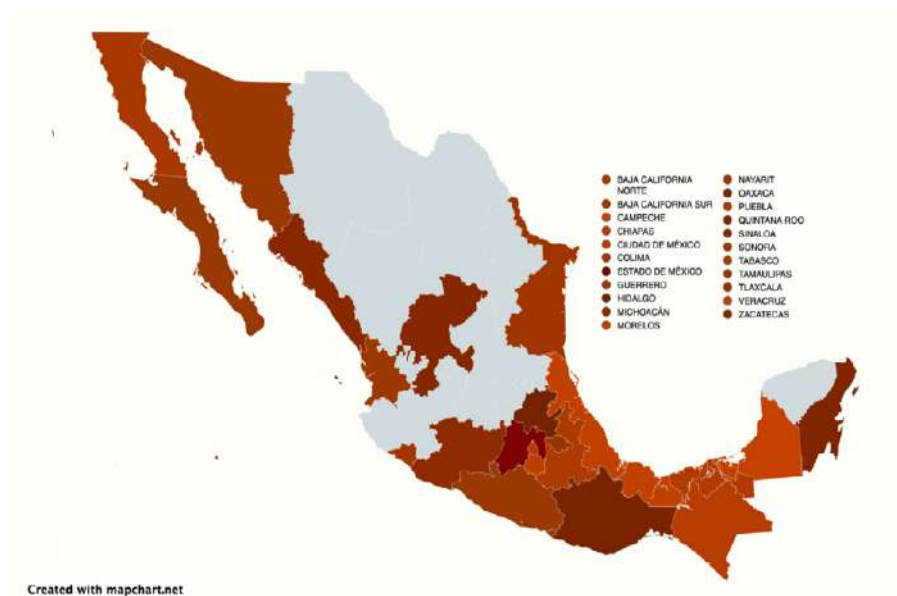 BAJA CALIFORNIA
NORTE
BAJA CALIFORNIA SUR
CAMPECHE
CHIAPAS
CIUDAD DE MÉXICO
COLIMA
ESTADO DE MÉXICO
GUERRERO
HIDALGO
MICHOACÁN
MORELOS
NAYARIT
OAXACA
PUEBLA
QUINTANA ROO
SINALOA
SONORA
TABASCO
TAMAULIPAS
TLAXCALA
VERACRUZ
ZACATECAS
Created with mapchart.net